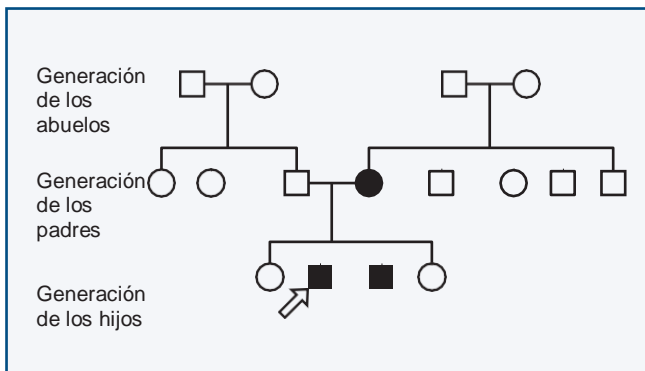 Generación
de los
abuelos
Generación
de los
padres
Generación
de los hijos